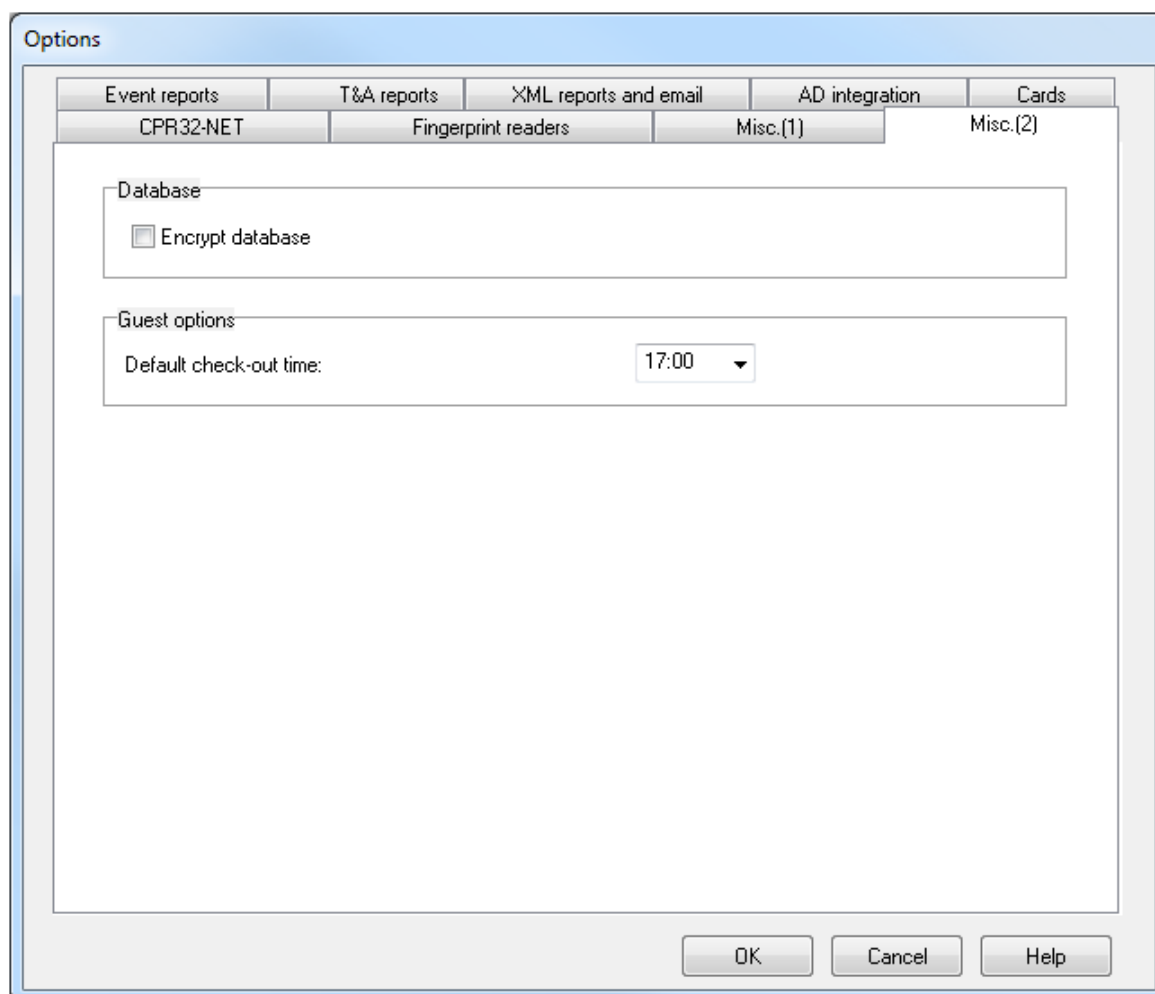 Options
Event reports T&A reports XML reports and email AD integration Cards
CPR32-NET Fingerprint readers Misc.(1) Misc.(2)
Database
Encrypt database
Guest options
Default check-out time: 17:00
OK Cancel Help